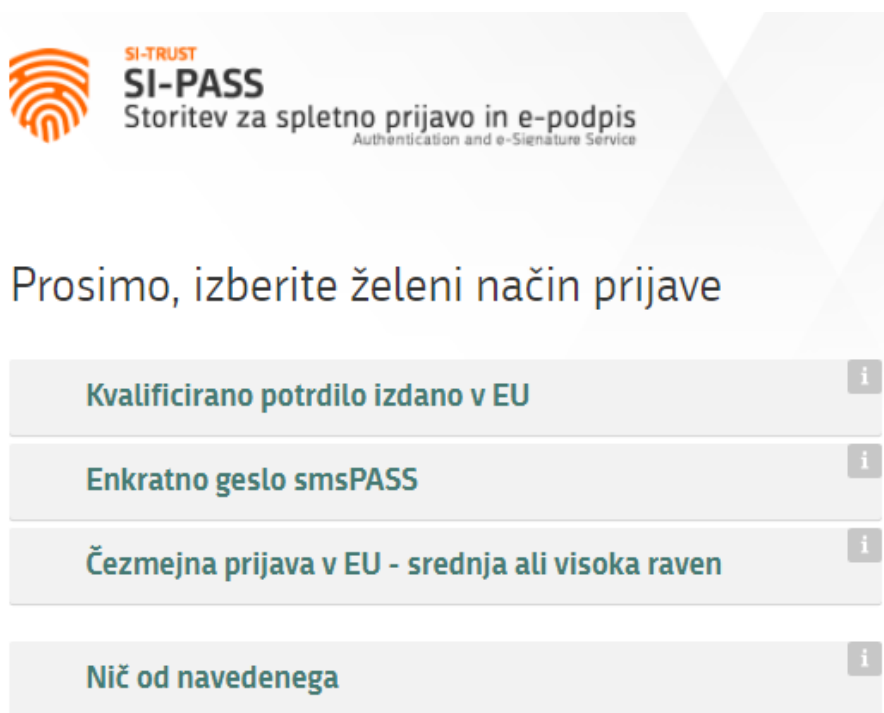 SI-TRUST
SI-PASS
Storitev za spletno prijavo in e-podpis
Authentication and e-Signature Service
Prosimo, izberite želeni način prijave
Kvalificirano potrdilo izdano v EU
i
Enkratno geslo smsPASS
i
Čezmejna prijava v EU - srednja ali visoka raven
i
Nič od navedenega
i